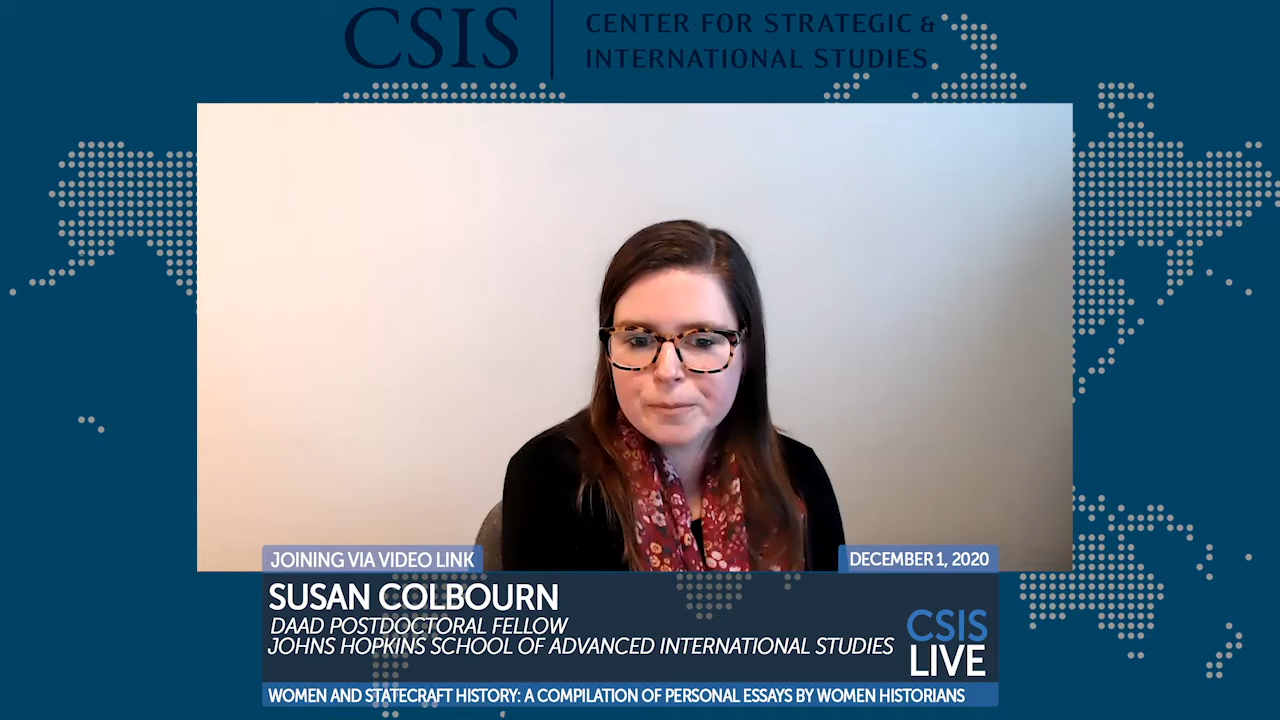 CSIS
CENTER FOR STRATEGIC &
INTERNATIONAL STUDIES
JOINING VIA VIDEO LINK
DECEMBER 1, 2020
SUSAN COLBOURN
DAAD POSTDOCTORAL FELLOW
JOHNS HOPKINS SCHOOL OF ADVANCED INTERNATIONAL STUDIES
CSIS
LIVE
WOMEN AND STATECRAFT HISTORY: A COMPILATION OF PERSONAL ESSAYS BY WOMEN HISTORIANS